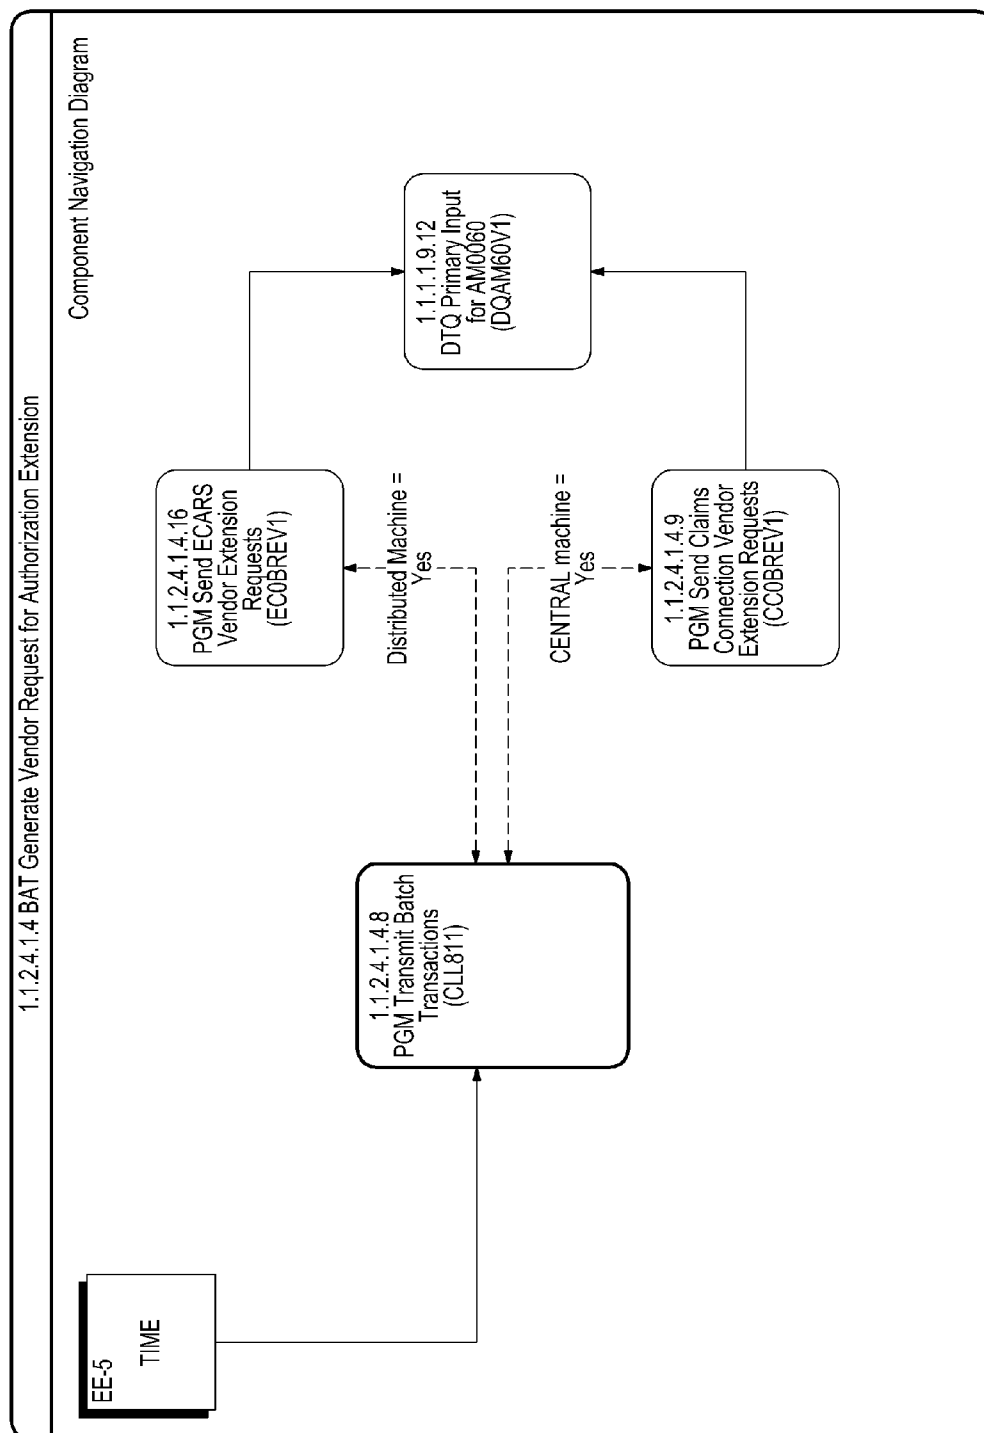 1.1.2.4.1.4 BAT Generate Vendor Request for Authorization Extension
Component Navigation Diagram
EE-5
TIME
1.1.2.4.1.4.8
PGM Transmit Batch
Transactions
(CLL811)
1.1.2.4.1.4.16
PGM Send ECARS
Vendor Extension
Requests
(EC0BREV1)
Distributed Machine =
Yes
CENTRAL machine =
Yes
1.1.2.4.1.4.9
PGM Send Claims
Connection Vendor
Extension Requests
(CC0BREV1)
1.1.1.1.9.12
DTQ Primary Input
for AM0060
(DQAM60V1)